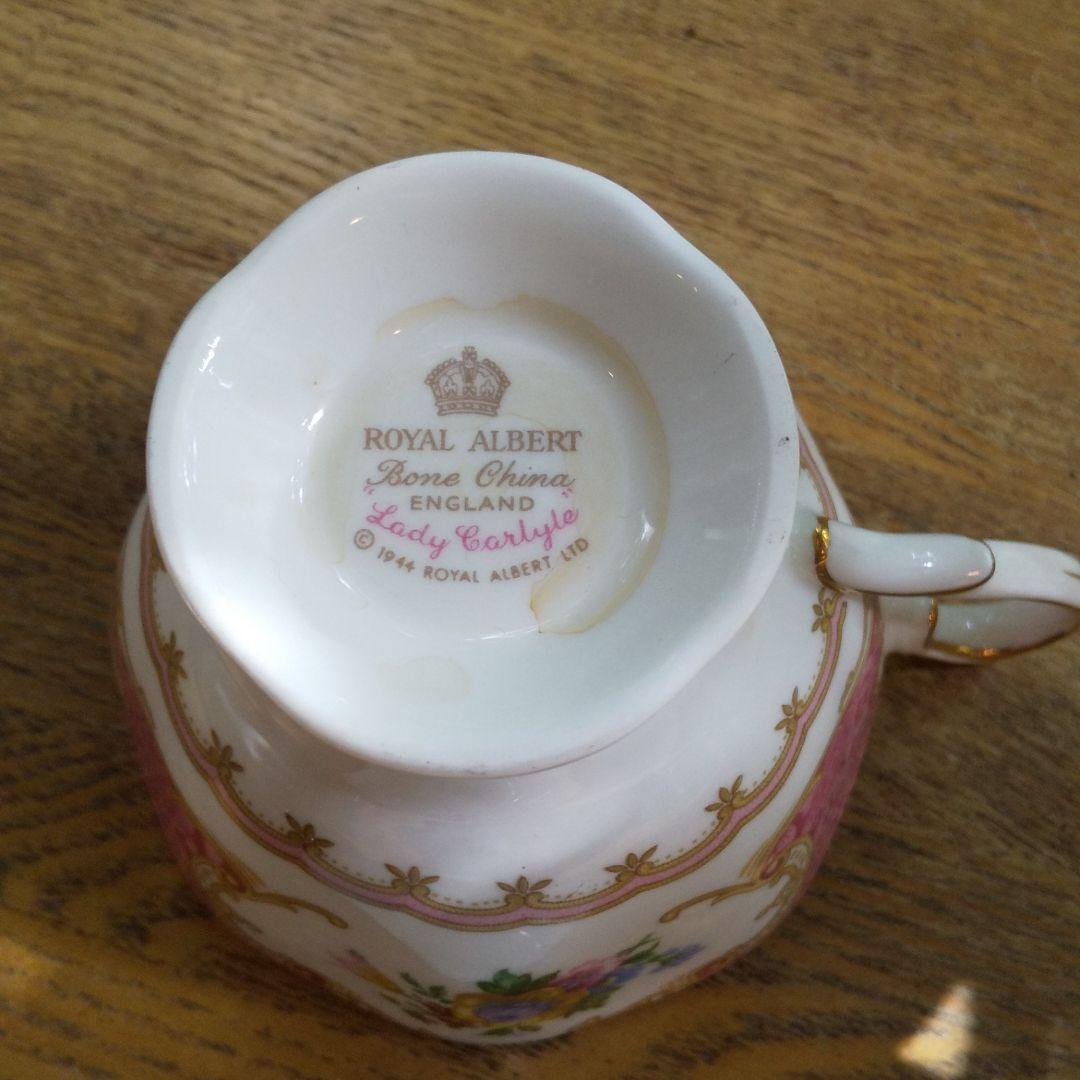 ROYAL ALBERT
Bone China
ENGLAND
"Lady Carlyle"
© 1944 ROYAL ALBERT LTD